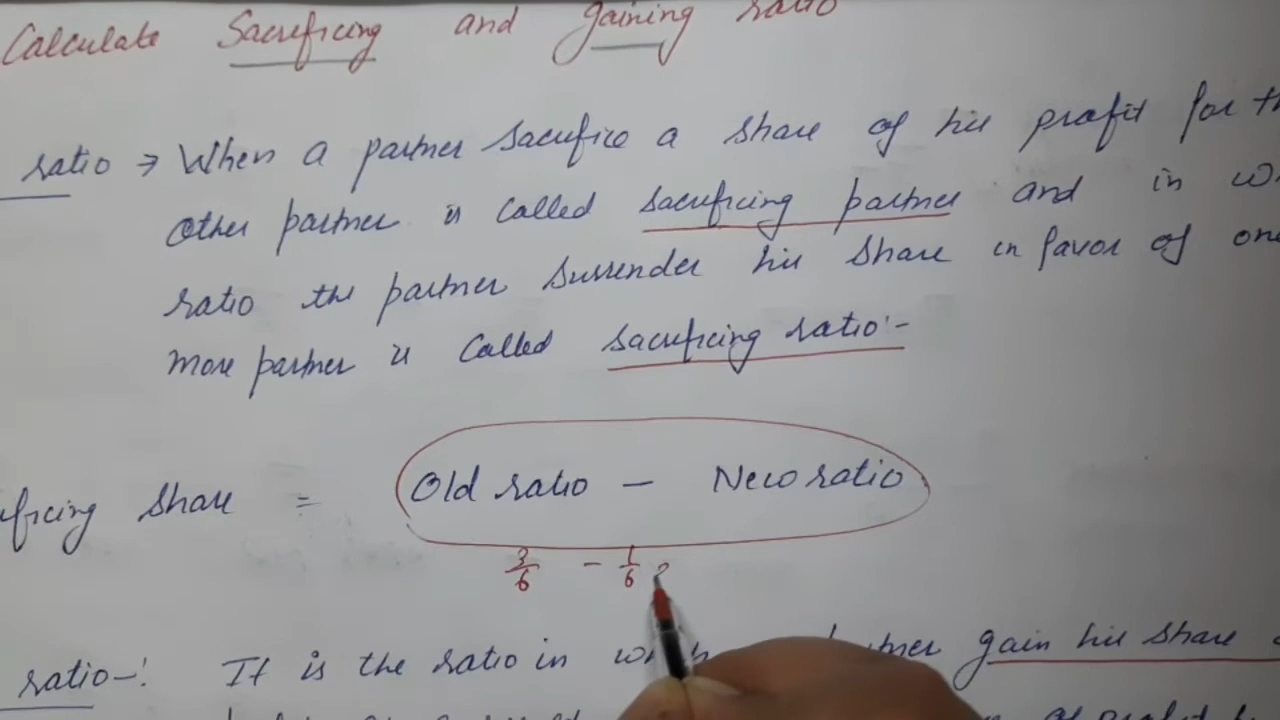 Calculate Sacrificing and gaining ratio
ratio → When a partner sacrifice a share of his profit for
other partner is called sacrificing partner and in
ratio the partner surrender his share in favor of
more partner is called sacrificing ratio:-
share = Old ratio - New ratio
3/6 - 1/6
ratio-: It is the ratio in partner gain his share